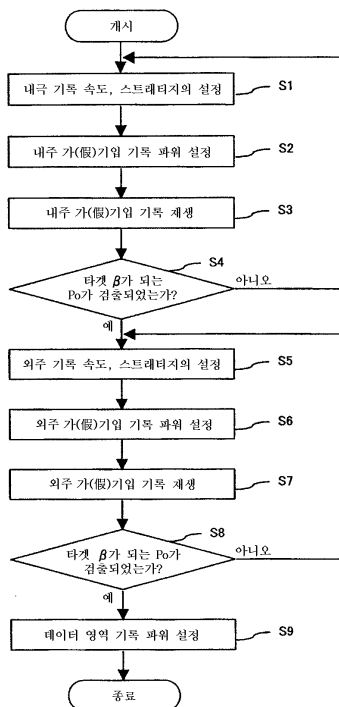 개시
내극 기록 속도, 스트래티지의 설정
S1
내주 가(假)기입 기록 파워 설정
S2
내주 가(假)기입 기록 재생
S3
S4
타겟 β가 되는
Po가 검출되었는가?
아니오
예
외주 기록 속도, 스트래티지의 설정
S5
외주 가(假)기입 기록 파워 설정
S6
외주 가(假)기입 기록 재생
S7
S8
타겟 β가 되는 Po가
검출되었는가?
아니오
예
데이터 영역 기록 파워 설정
S9
종료